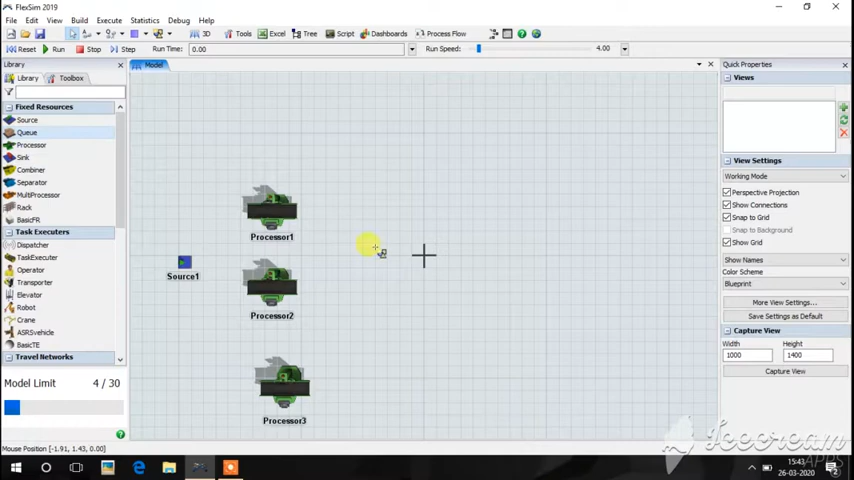 FlexSim 2019
File Edit View Build Execute Statistics Debug Help
3D Tools Excel Tree Script Dashboards Process Flow
Reset Run Stop Step Run Time: 0.00 Run Speed: 4.00
Library
Library Toolbox
Fixed Resources
Source
Queue
Processor
Sink
Combiner
Separator
MultiProcessor
Rack
BasicFR
Task Executers
Dispatcher
TaskExecuter
Operator
Transporter
Elevator
Robot
Crane
ASRSvehicle
BasicTE
Travel Networks
Model Limit 4 / 30
Mouse Position [-1.91, 1.43, 0.00]
Model
Processor1
Source1
Processor2
Processor3
Quick Properties
Views
View Settings
Working Mode
Perspective Projection
Show Connections
Snap to Grid
Snap to Background
Show Grid
Show Names
Color Scheme
Blueprint
More View Settings...
Save Settings as Default
Capture View
Width Height
1000 1400
Capture View
Icecream
APPS
15:43
26-03-2020